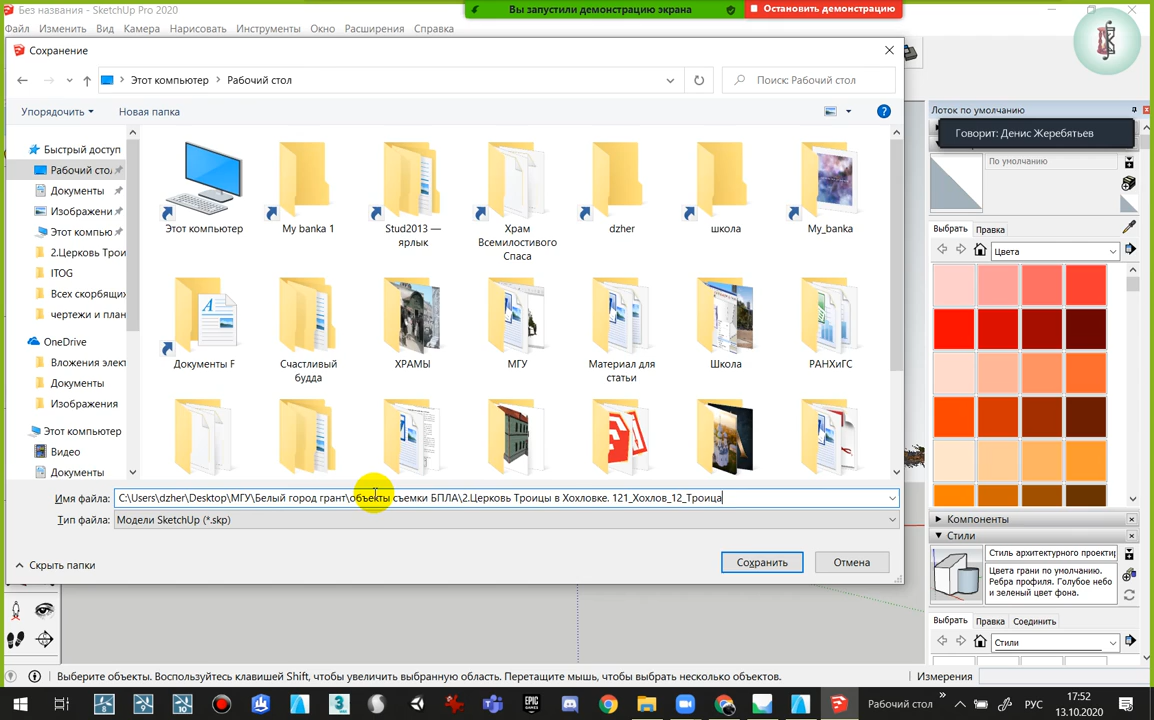 Без названия - SketchUp Pro 2020
Вы запустили демонстрацию экрана
Остановить демонстрацию
Файл Изменить Вид Камера Нарисовать Инструменты Окно Расширения Справка
Сохранение
Этот компьютер > Рабочий стол
Поиск: Рабочий стол
Упорядочить
Новая папка
Лоток по умолчанию
Говорит: Денис Жеребятьев
По умолчанию
Быстрый доступ
Рабочий стол
Документы
Изображени
Этот компью
2.Церковь Трои
ITOG
Всех скорбящих
чертежи и план
OneDrive
Вложения элект
Документы
Изображения
Этот компьютер
Видео
Документы
Этот компьютер
My banka 1
Stud2013 — ярлык
Храм Всемилостивого Спаса
dzher
школа
My_banka
Документы F
Счастливый будда
ХРАМЫ
МГУ
Материал для статьи
Школа
РАНХиГС
Выбрать
Правка
Цвета
Имя файла: C:\Users\dzher\Desktop\МГУ\Белый город грант\объекты съемки БПЛА\2.Церковь Троицы в Хохловке. 121_Хохлов_12_Троица
Тип файла: Модели SketchUp (*.skp)
Скрыть папки
Сохранить
Отмена
Компоненты
Стили
Стиль архитектурного проектир
Цвета грани по умолчанию.
Ребра профиля. Голубое небо
и зеленый цвет фона.
Выбрать
Правка
Соединить
Стили
Выберите объекты. Воспользуйтесь клавишей Shift, чтобы увеличить выбранную область. Перетащите мышь, чтобы выбрать несколько объектов.
Измерения
8
9
10
3
EPIC GAMES
Рабочий стол
РУС
17:52
13.10.2020